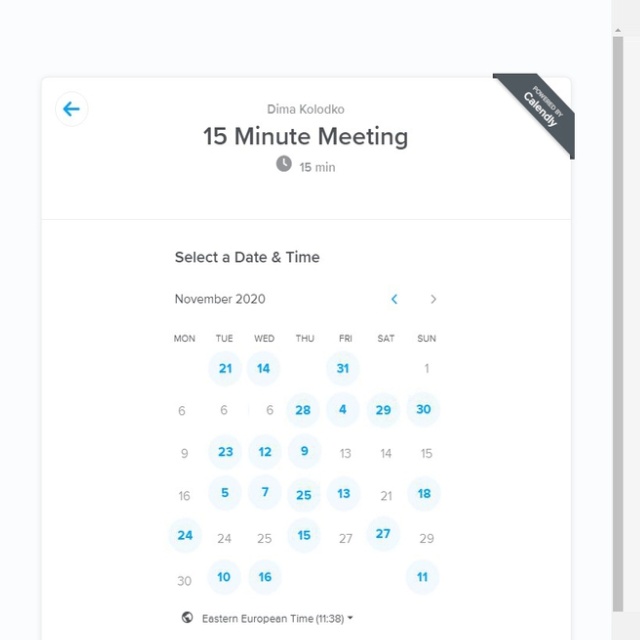 POWERED BY
Calendly
Dima Kolodko
15 Minute Meeting
15 min
Select a Date & Time
November 2020
MON TUE WED THU FRI SAT SUN
21 14 31 1
6 6 6 28 4 29 30
9 23 12 9 13 14 15
16 5 7 25 13 21 18
24 24 25 15 27 27 29
30 10 16 11
Eastern European Time (11:38)